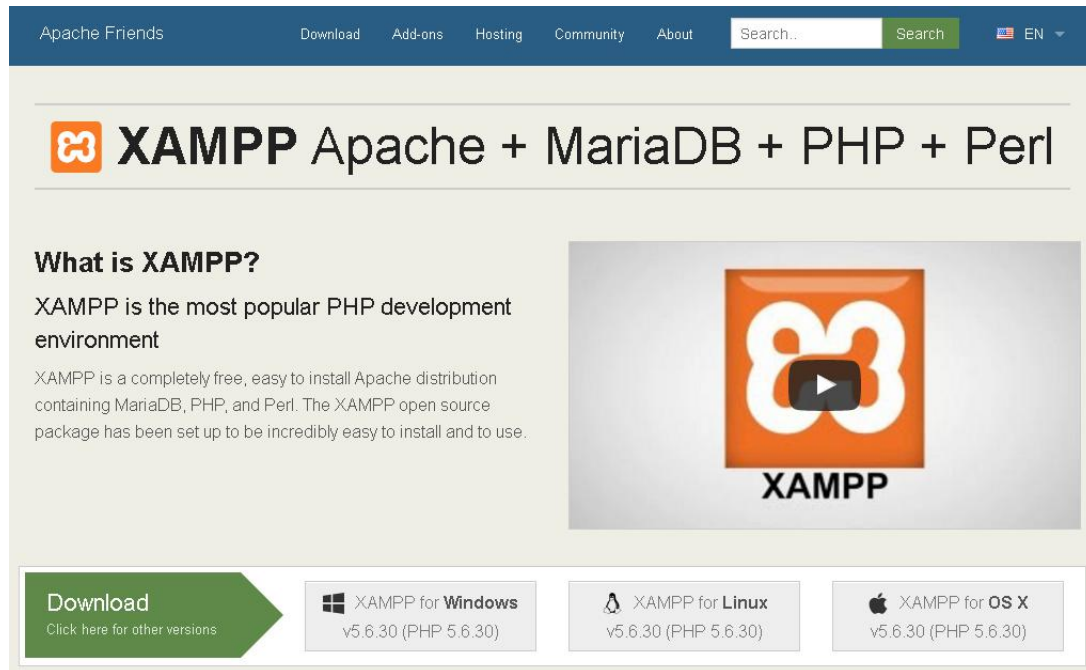 Apache Friends Download Add-ons Hosting Community About Search.. Search EN
XAMPP Apache + MariaDB + PHP + Perl
What is XAMPP?
XAMPP is the most popular PHP development
environment
XAMPP is a completely free, easy to install Apache distribution
containing MariaDB, PHP, and Perl. The XAMPP open source
package has been set up to be incredibly easy to install and to use.
XAMPP
Download
Click here for other versions
XAMPP for Windows
v5.6.30 (PHP 5.6.30)
XAMPP for Linux
v5.6.30 (PHP 5.6.30)
XAMPP for OS X
v5.6.30 (PHP 5.6.30)